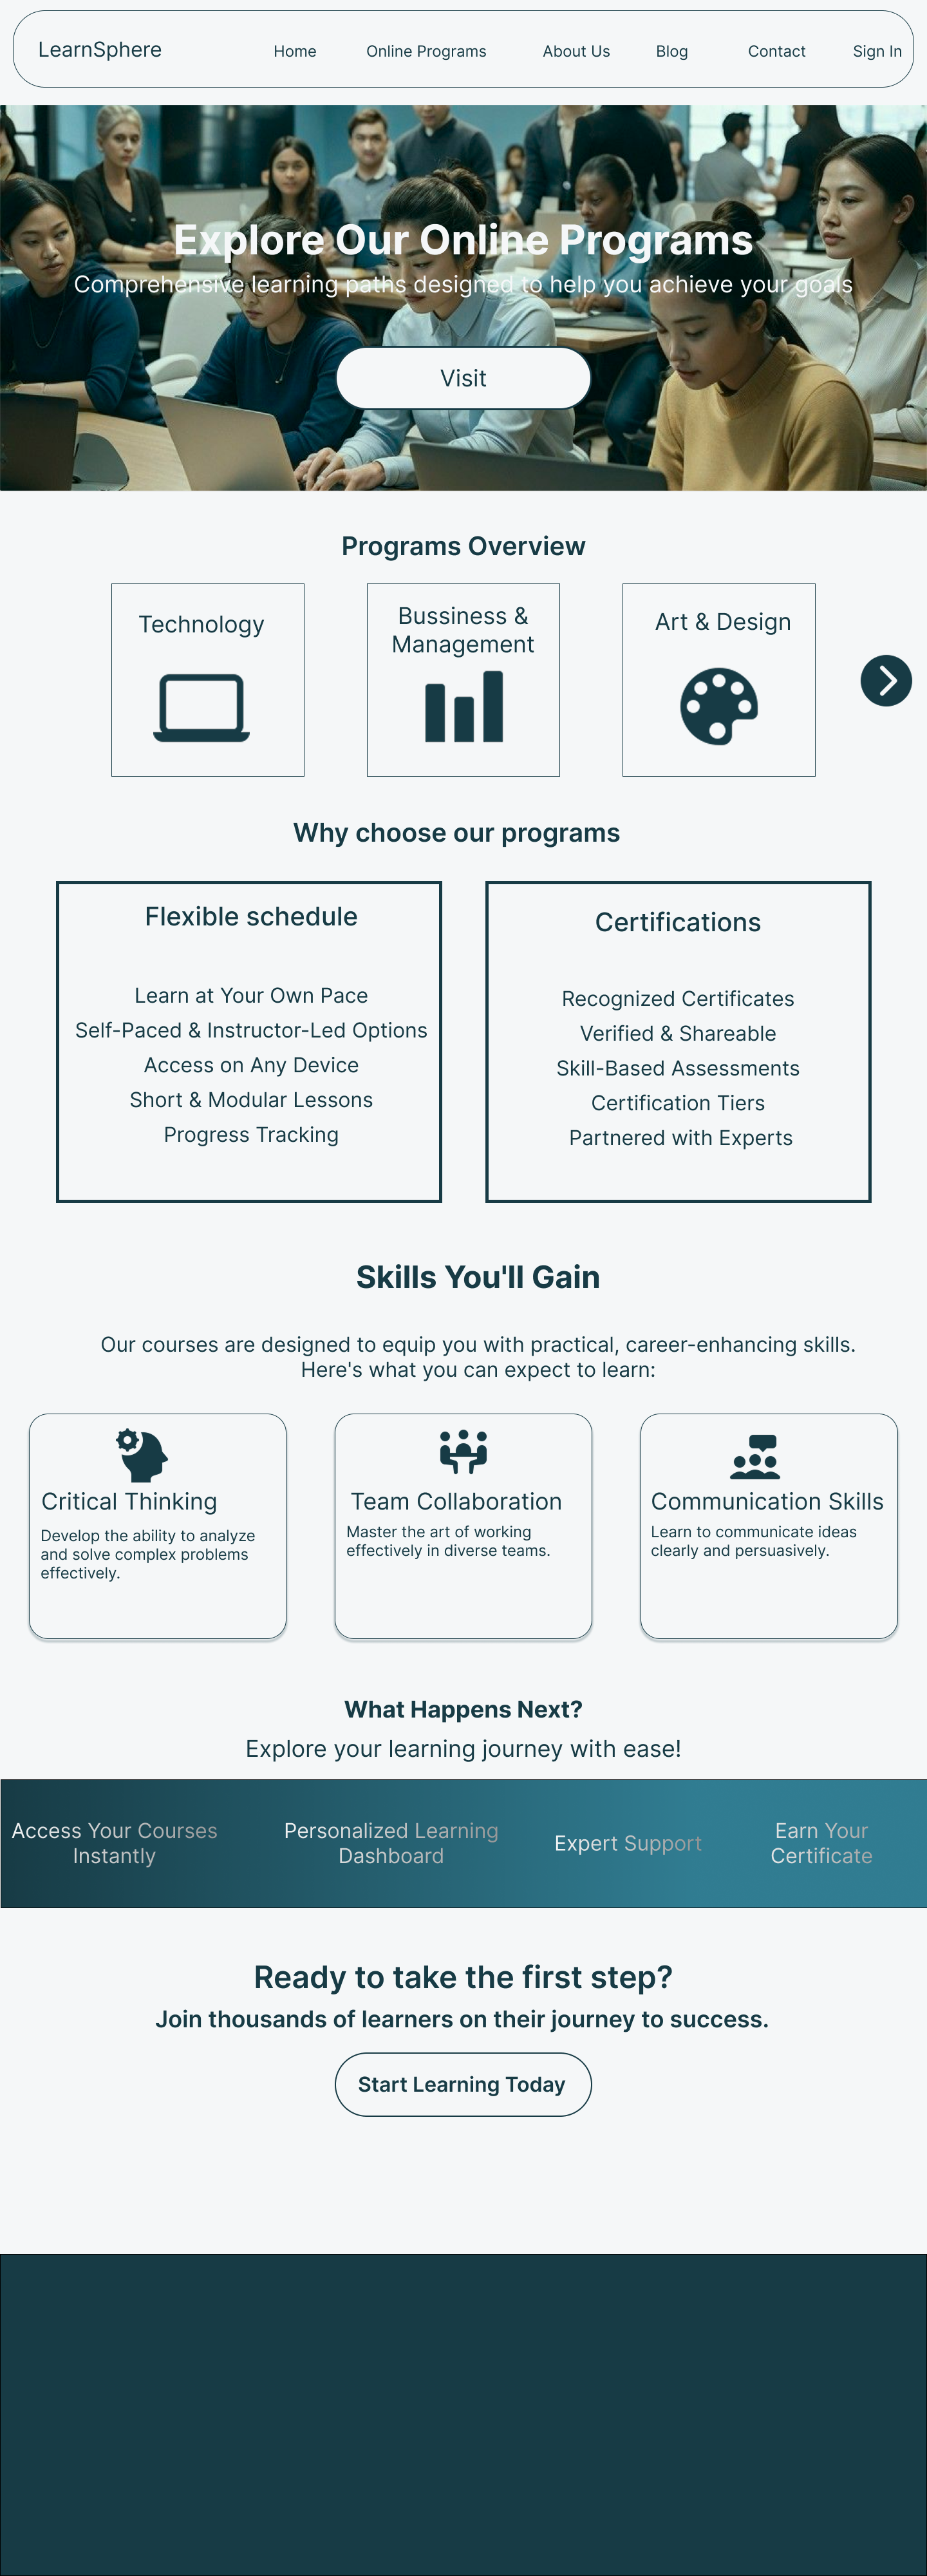 LearnSphere
Home
Online Programs
About Us
Blog
Contact
Sign In
Explore Our Online Programs
Comprehensive learning paths designed to help you achieve your goals
Visit
Programs Overview
Technology
Bussiness &
Management
Art & Design
Why choose our programs
Flexible schedule
Learn at Your Own Pace
Self-Paced & Instructor-Led Options
Access on Any Device
Short & Modular Lessons
Progress Tracking
Certifications
Recognized Certificates
Verified & Shareable
Skill-Based Assessments
Certification Tiers
Partnered with Experts
Skills You'll Gain
Our courses are designed to equip you with practical, career-enhancing skills.
Here's what you can expect to learn:
Critical Thinking
Develop the ability to analyze
and solve complex problems
effectively.
Team Collaboration
Master the art of working
effectively in diverse teams.
Communication Skills
Learn to communicate ideas
clearly and persuasively.
What Happens Next?
Explore your learning journey with ease!
Access Your Courses
Instantly
Personalized Learning
Dashboard
Expert Support
Earn Your
Certificate
Ready to take the first step?
Join thousands of learners on their journey to success.
Start Learning Today